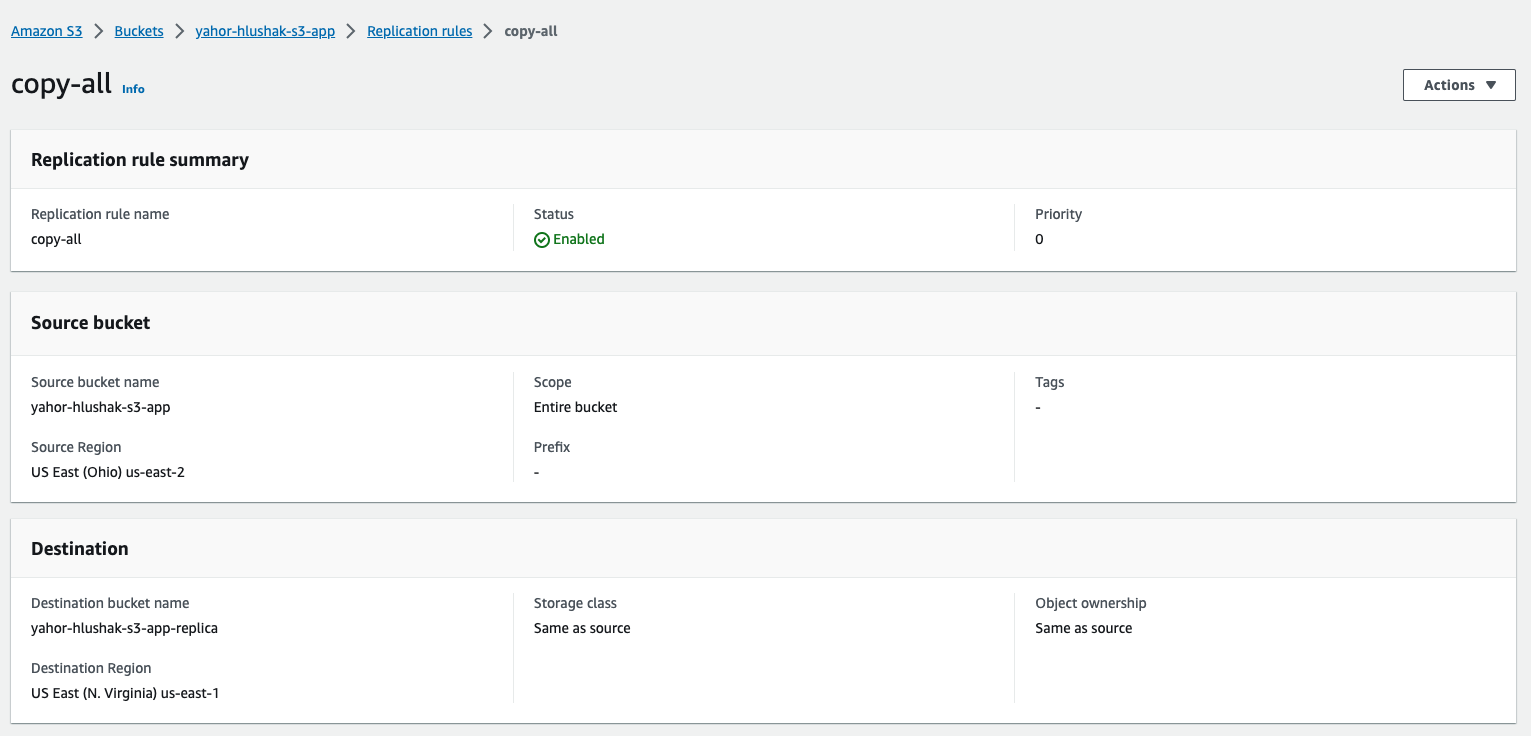 Amazon S3 > Buckets > yahor-hlushak-s3-app > Replication rules > copy-all
copy-all Info
Actions ▼
Replication rule summary
Replication rule name
copy-all
Status
Enabled
Priority
0
Source bucket
Source bucket name
yahor-hlushak-s3-app
Source Region
US East (Ohio) us-east-2
Scope
Entire bucket
Prefix
-
Tags
-
Destination
Destination bucket name
yahor-hlushak-s3-app-replica
Destination Region
US East (N. Virginia) us-east-1
Storage class
Same as source
Object ownership
Same as source